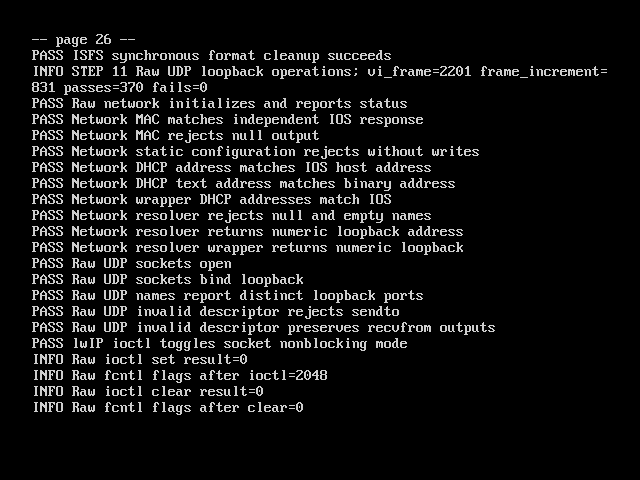 -- page 26 --
PASS ISFS synchronous format cleanup succeeds
INFO STEP 11 Raw UDP loopback operations; vi_frame=2201 frame_increment=
831 passes=370 fails=0
PASS Raw network initializes and reports status
PASS Network MAC matches independent IOS response
PASS Network MAC rejects null output
PASS Network static configuration rejects without writes
PASS Network DHCP address matches IOS host address
PASS Network DHCP text address matches binary address
PASS Network wrapper DHCP addresses match IOS
PASS Network resolver rejects null and empty names
PASS Network resolver returns numeric loopback address
PASS Network resolver wrapper returns numeric loopback
PASS Raw UDP sockets open
PASS Raw UDP sockets bind loopback
PASS Raw UDP names report distinct loopback ports
PASS Raw UDP invalid descriptor rejects sendto
PASS Raw UDP invalid descriptor preserves recvfrom outputs
PASS lwIP ioctl toggles socket nonblocking mode
INFO Raw ioctl set result=0
INFO Raw fcntl flags after ioctl=2048
INFO Raw ioctl clear result=0
INFO Raw fcntl flags after clear=0